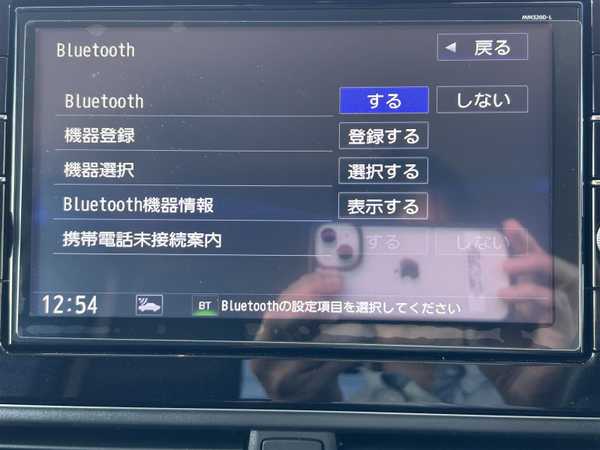 MM320D-L
Bluetooth
◀ 戻る
Bluetooth する しない
機器登録 登録する
機器選択 選択する
Bluetooth機器情報 表示する
携帯電話未接続案内 する しない
12:54 BT Bluetoothの設定項目を選択してください